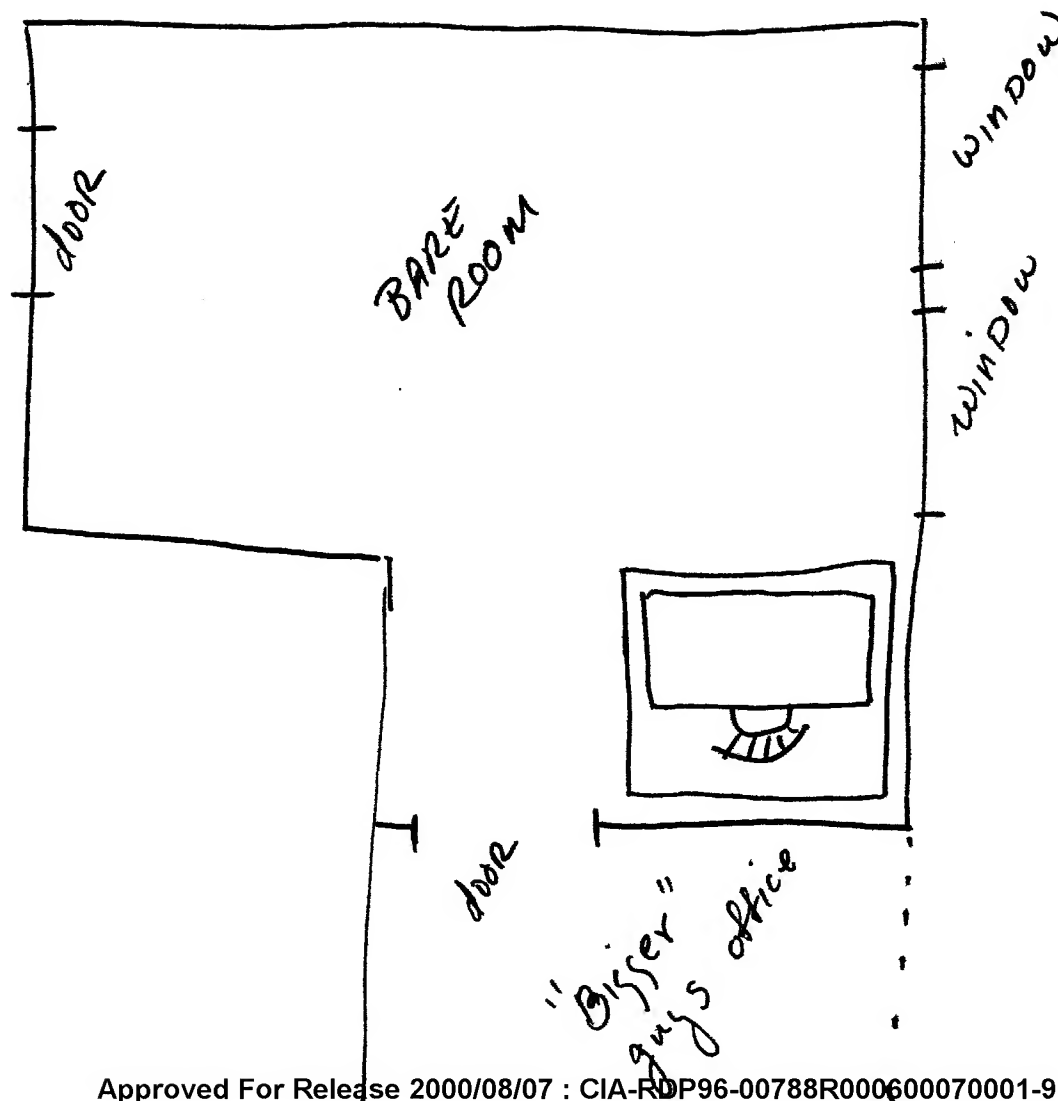 WINDOW
dOOR
BARE
ROOM
WINDOW
dOOR
"Bigger"
guys office
Approved For Release 2000/08/07 : CIA-RDP96-00788R000600070001-9